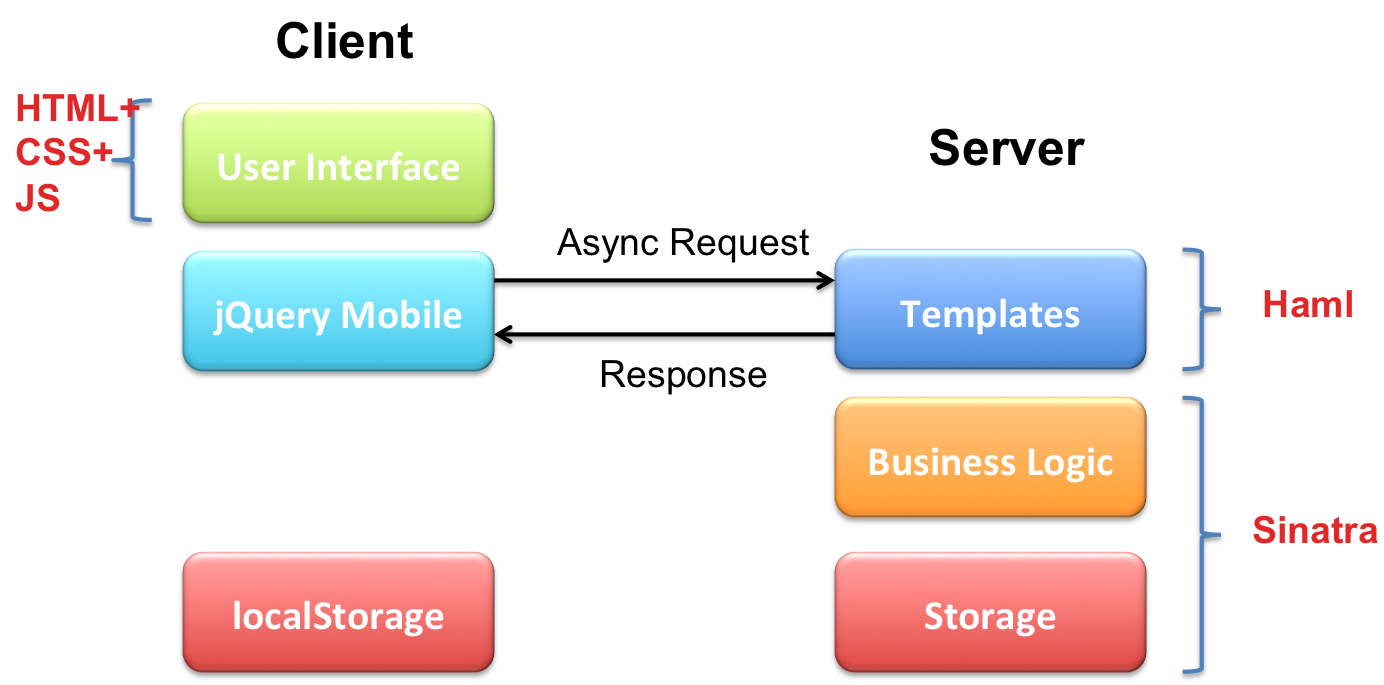 Client
HTML+
CSS+
JS
User Interface
Server
Async Request
jQuery Mobile
Templates
Haml
Response
Business Logic
Sinatra
localStorage
Storage